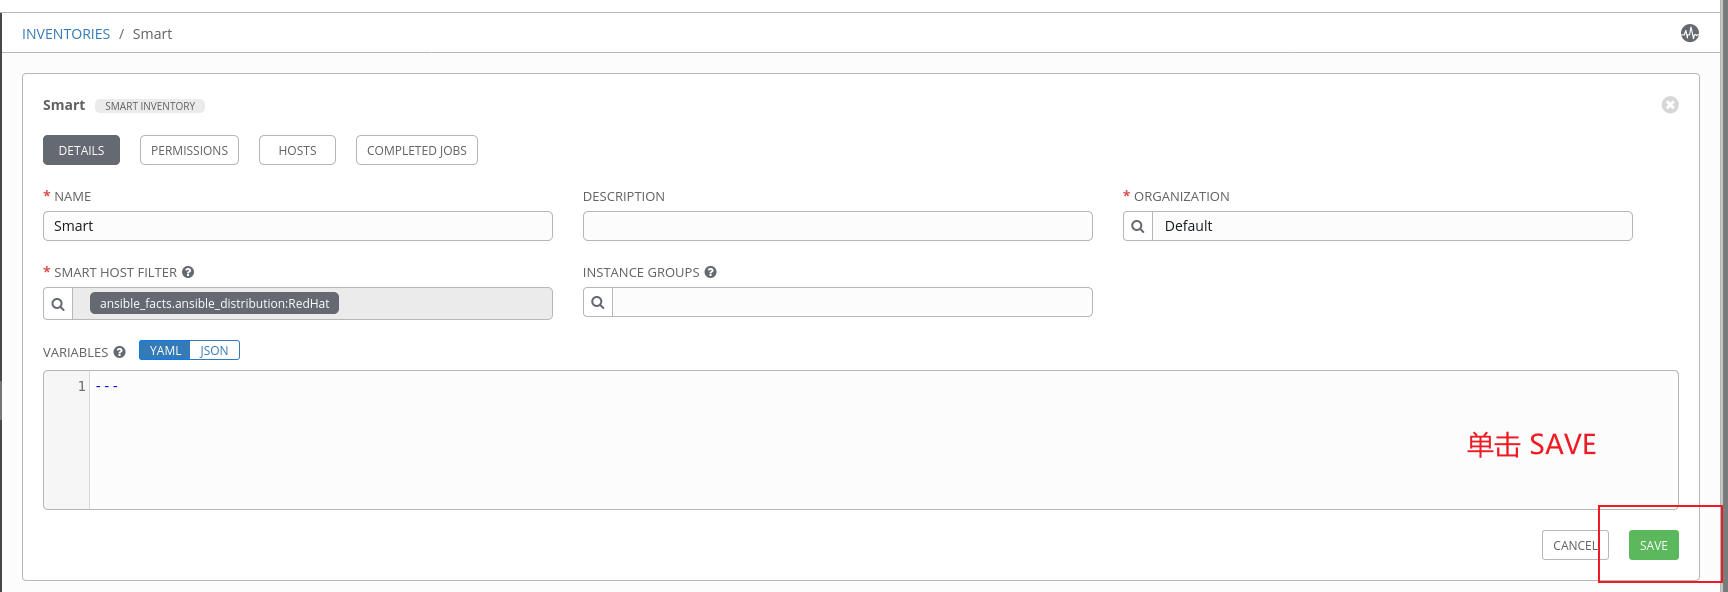 INVENTORIES / Smart
Smart SMART INVENTORY
DETAILS PERMISSIONS HOSTS COMPLETED JOBS
* NAME DESCRIPTION * ORGANIZATION
Smart Default
* SMART HOST FILTER ? INSTANCE GROUPS ?
ansible_facts.ansible_distribution:RedHat
VARIABLES ? YAML JSON
1 ---
单击 SAVE
CANCEL SAVE